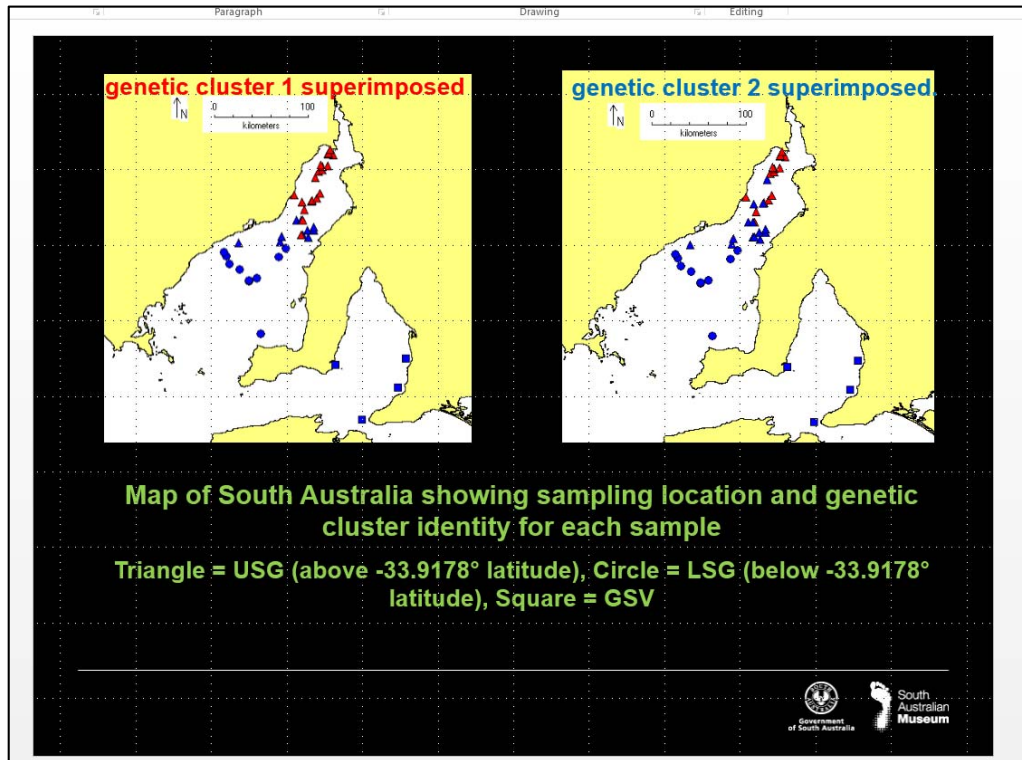 Paragraph
Drawing
Editing
genetic cluster 1 superimposed
N
0 100
kilometers
genetic cluster 2 superimposed.
N
0 100
kilometers
Map of South Australia showing sampling location and genetic
cluster identity for each sample
Triangle = USG (above -33.9178° latitude), Circle = LSG (below -33.9178°
latitude), Square = GSV
Government
of South Australia
South
Australian
Museum